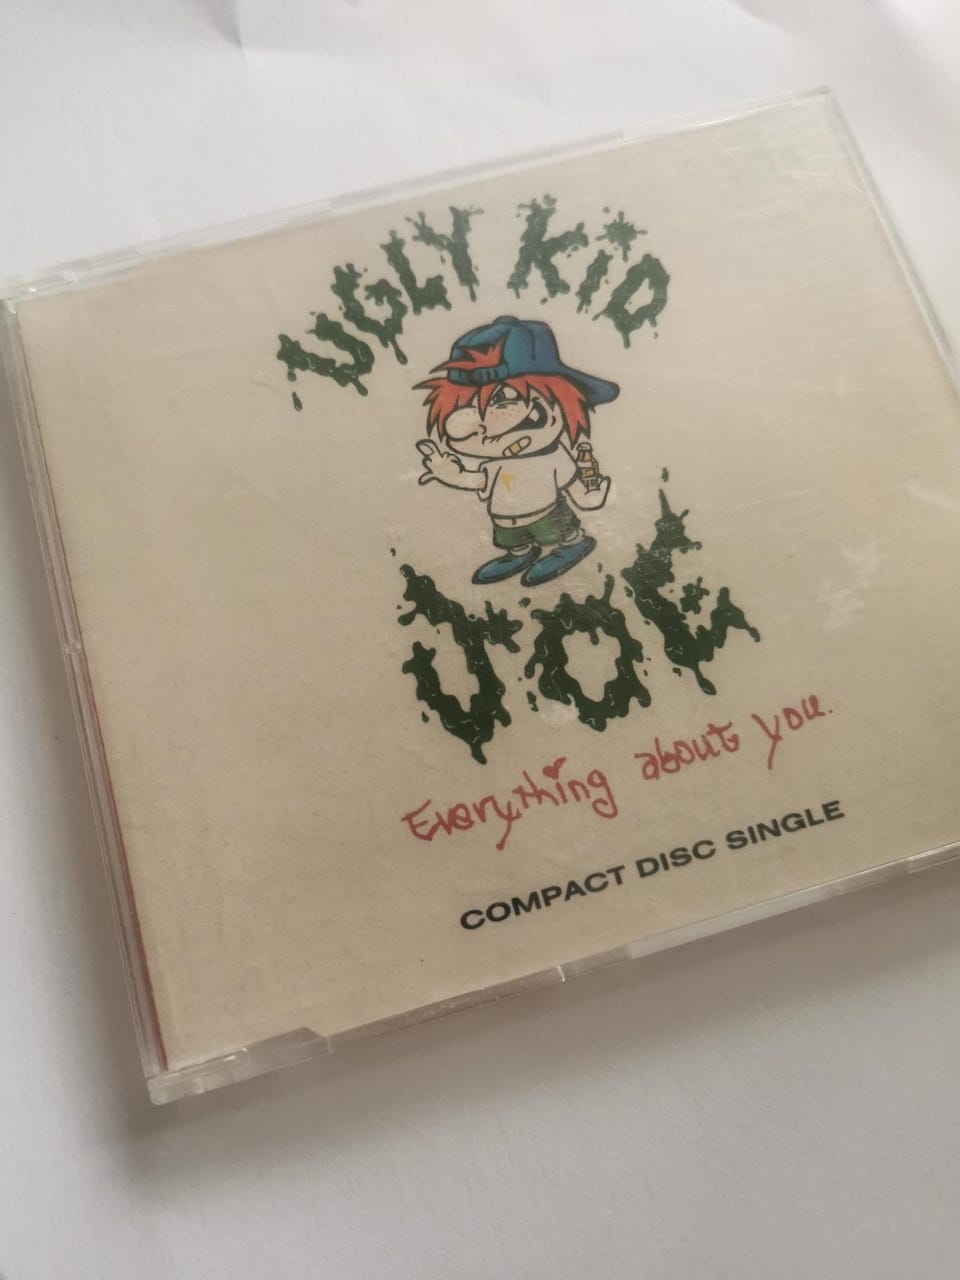 UGLY KID
JOE
Everything about you.
COMPACT DISC SINGLE